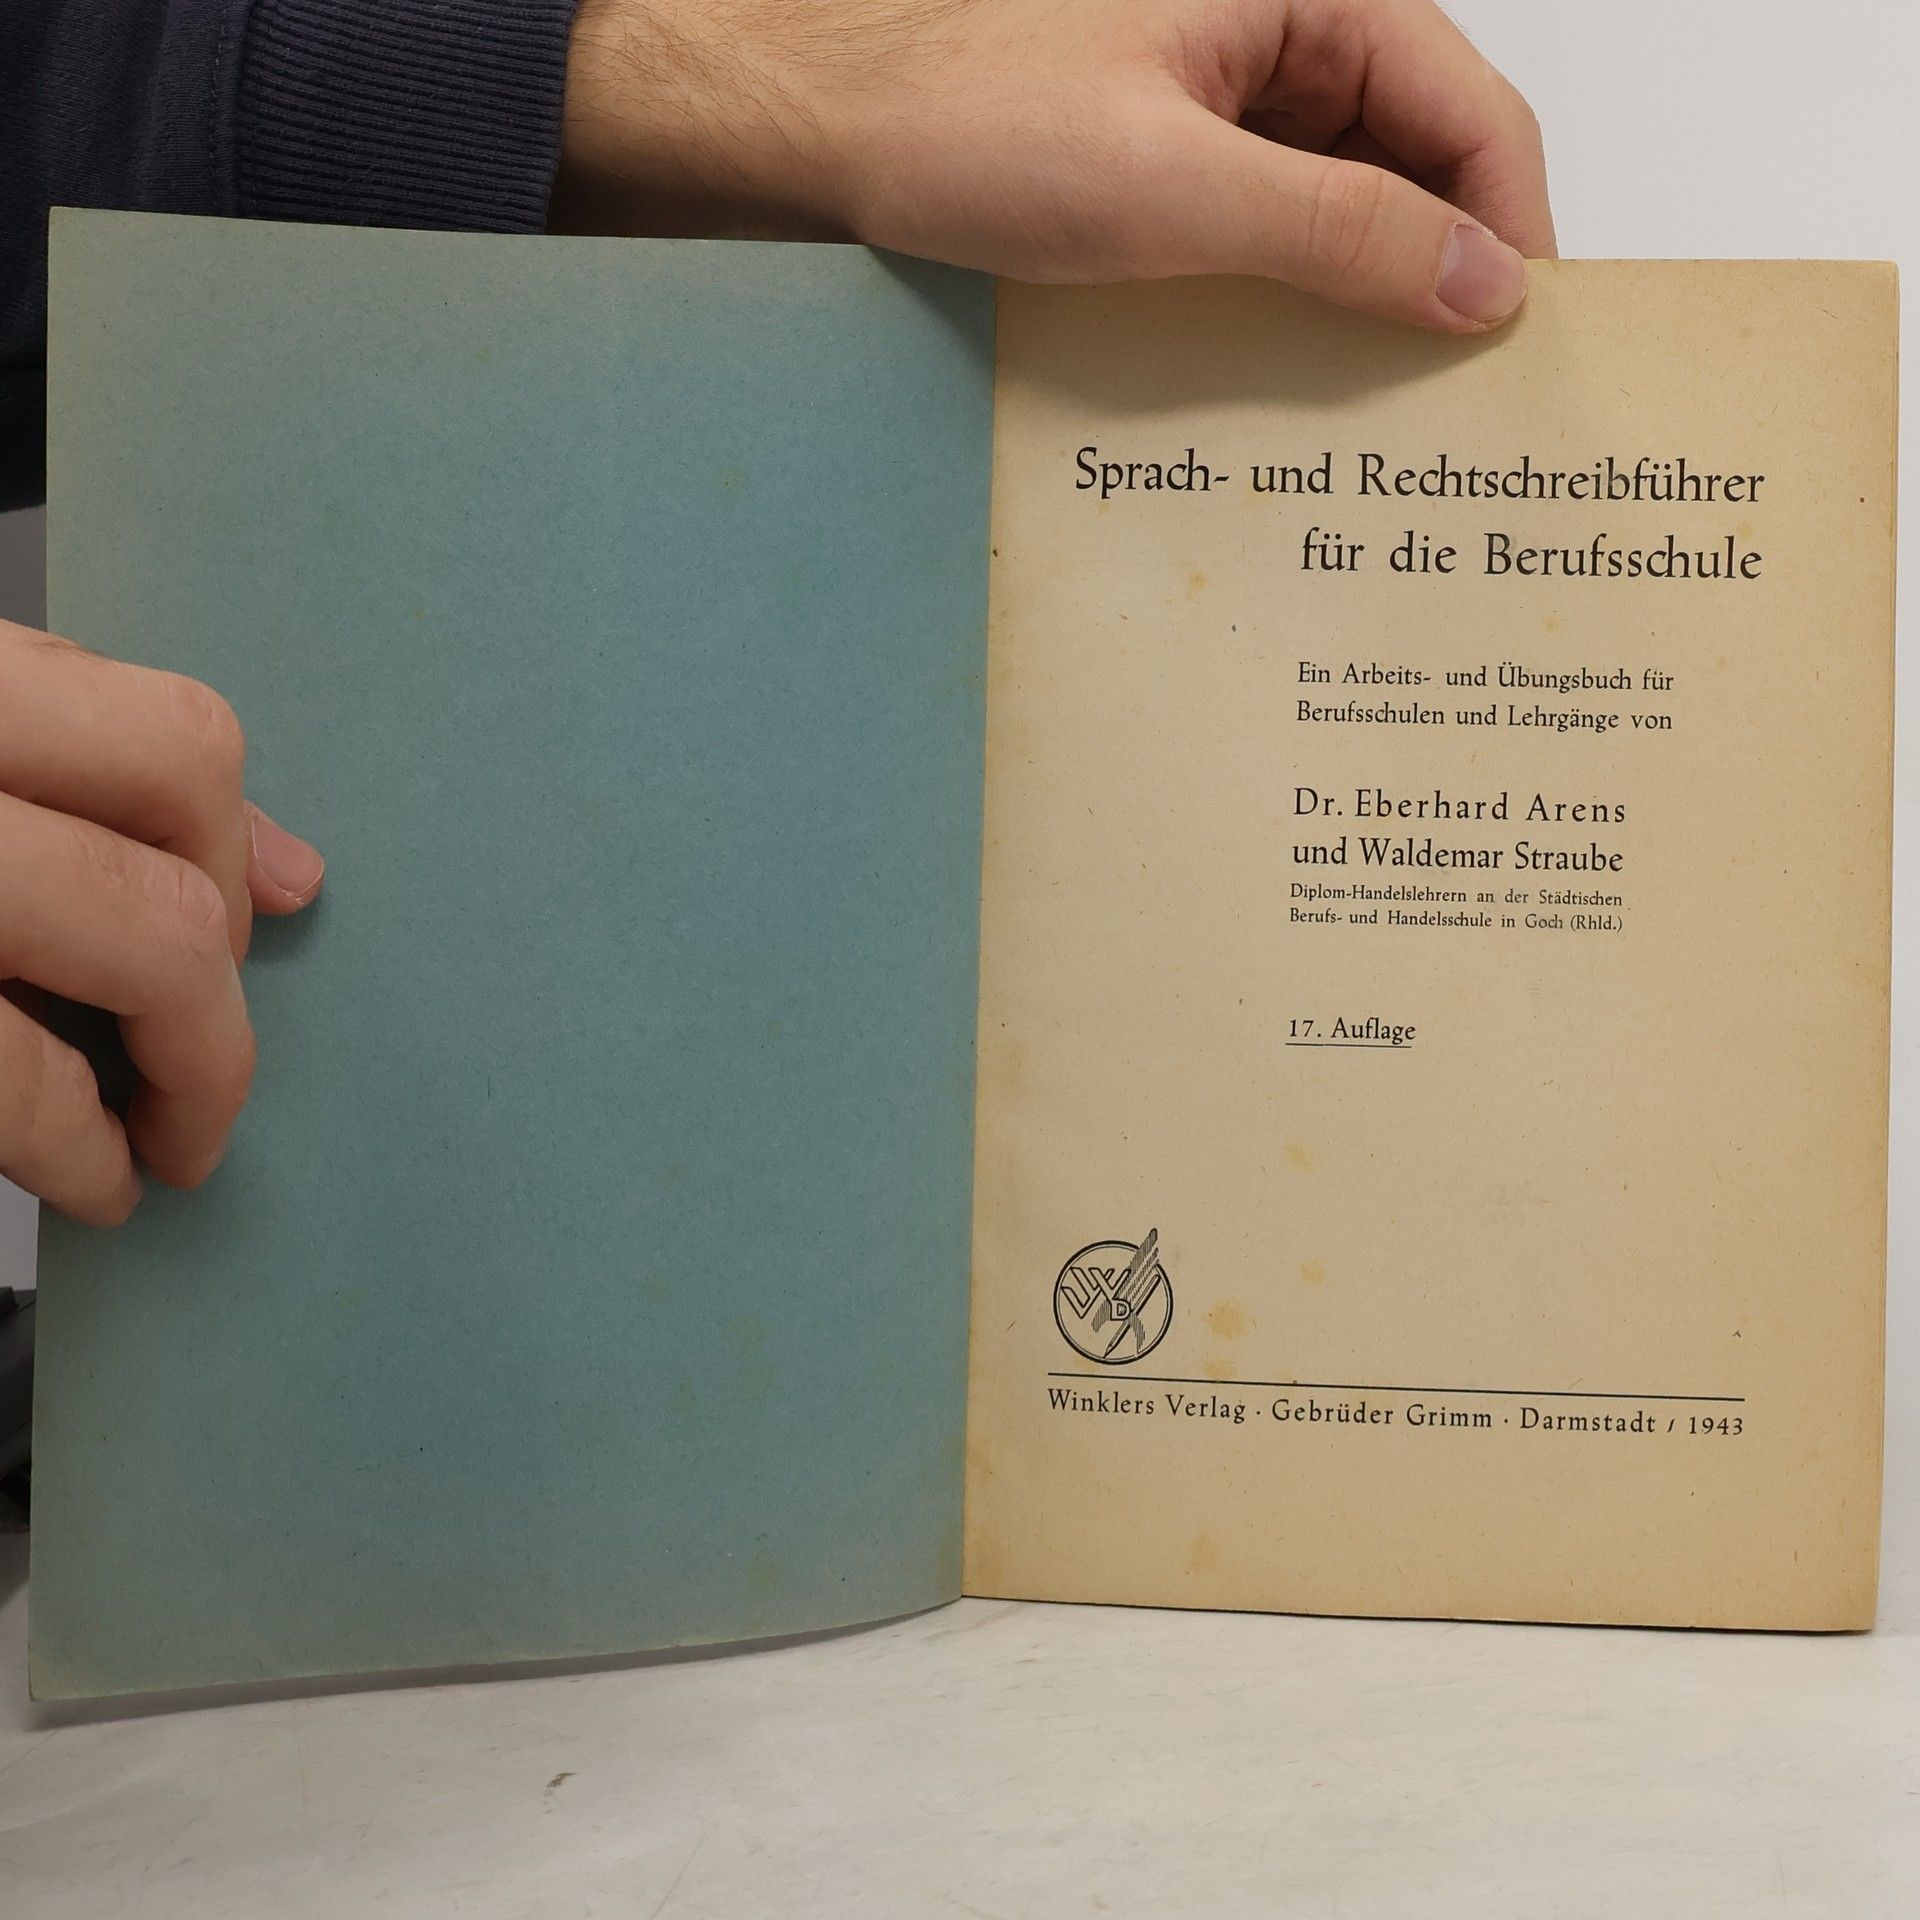 Sprach- und Rechtschreibführer
für die Berufsschule
Ein Arbeits- und Übungsbuch für
Berufsschulen und Lehrgänge von
Dr. Eberhard Arens
und Waldemar Straube
Diplom-Handelslehrern an der Städtischen
Berufs- und Handelsschule in Goch (Rhld.)
17. Auflage
WD
Winklers Verlag · Gebrüder Grimm · Darmstadt / 1943